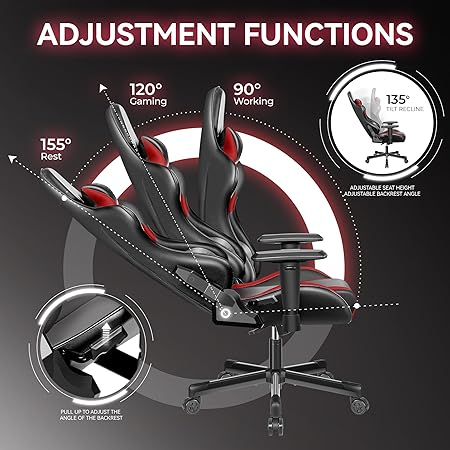 ADJUSTMENT FUNCTIONS
120°
Gaming
90°
Working
155°
Rest
135°
TILT RECLINE
ADJUSTABLE SEAT HEIGHT
ADJUSTABLE BACKREST ANGLE
PULL UP TO ADJUST THE
ANGLE OF THE BACKREST